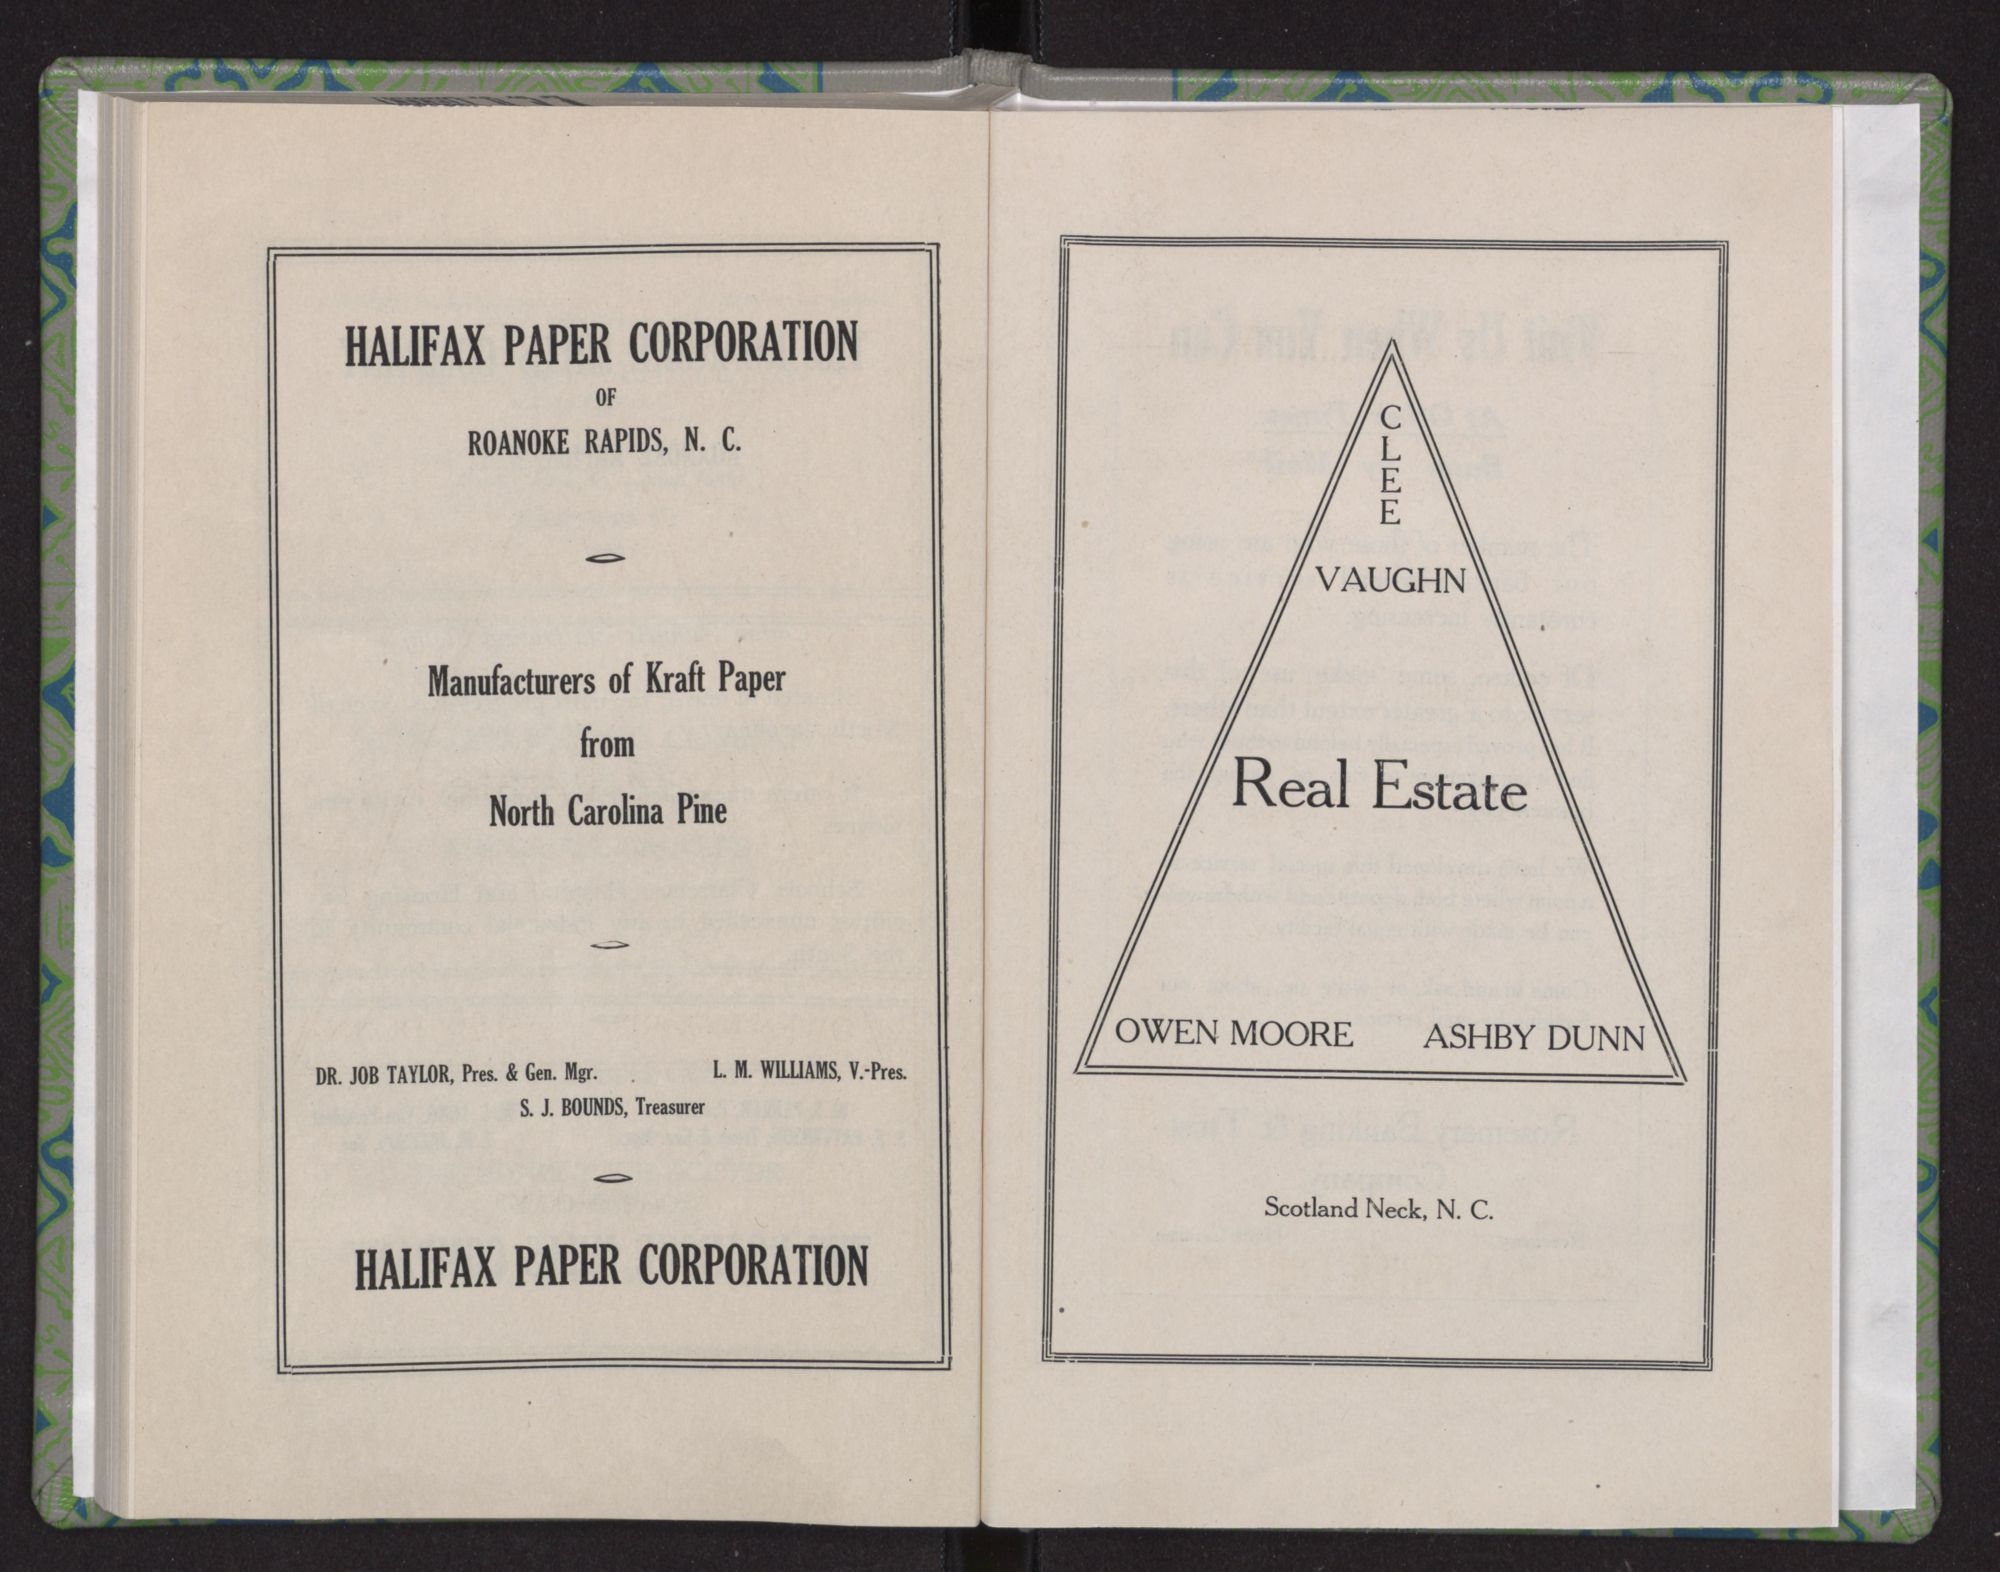 HALIFAX PAPER CORPORATION
OF
ROANOKE RAPIDS, N. C.
Manufacturers of Kraft Paper
from
North Carolina Pine
DR. JOB TAYLOR, Pres. & Gen. Mgr. L. M. WILLIAMS, V.-Pres.
S. J. BOUNDS, Treasurer
HALIFAX PAPER CORPORATION
C
L
E
E
VAUGHN
Real Estate
OWEN MOORE ASHBY DUNN
Scotland Neck, N. C.